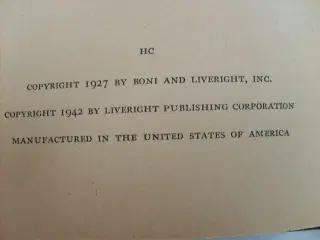 HC
COPYRIGHT 1927 BY BONI AND LIVERIGHT, INC.
COPYRIGHT 1942 BY LIVERIGHT PUBLISHING CORPORATION
MANUFACTURED IN THE UNITED STATES OF AMERICA